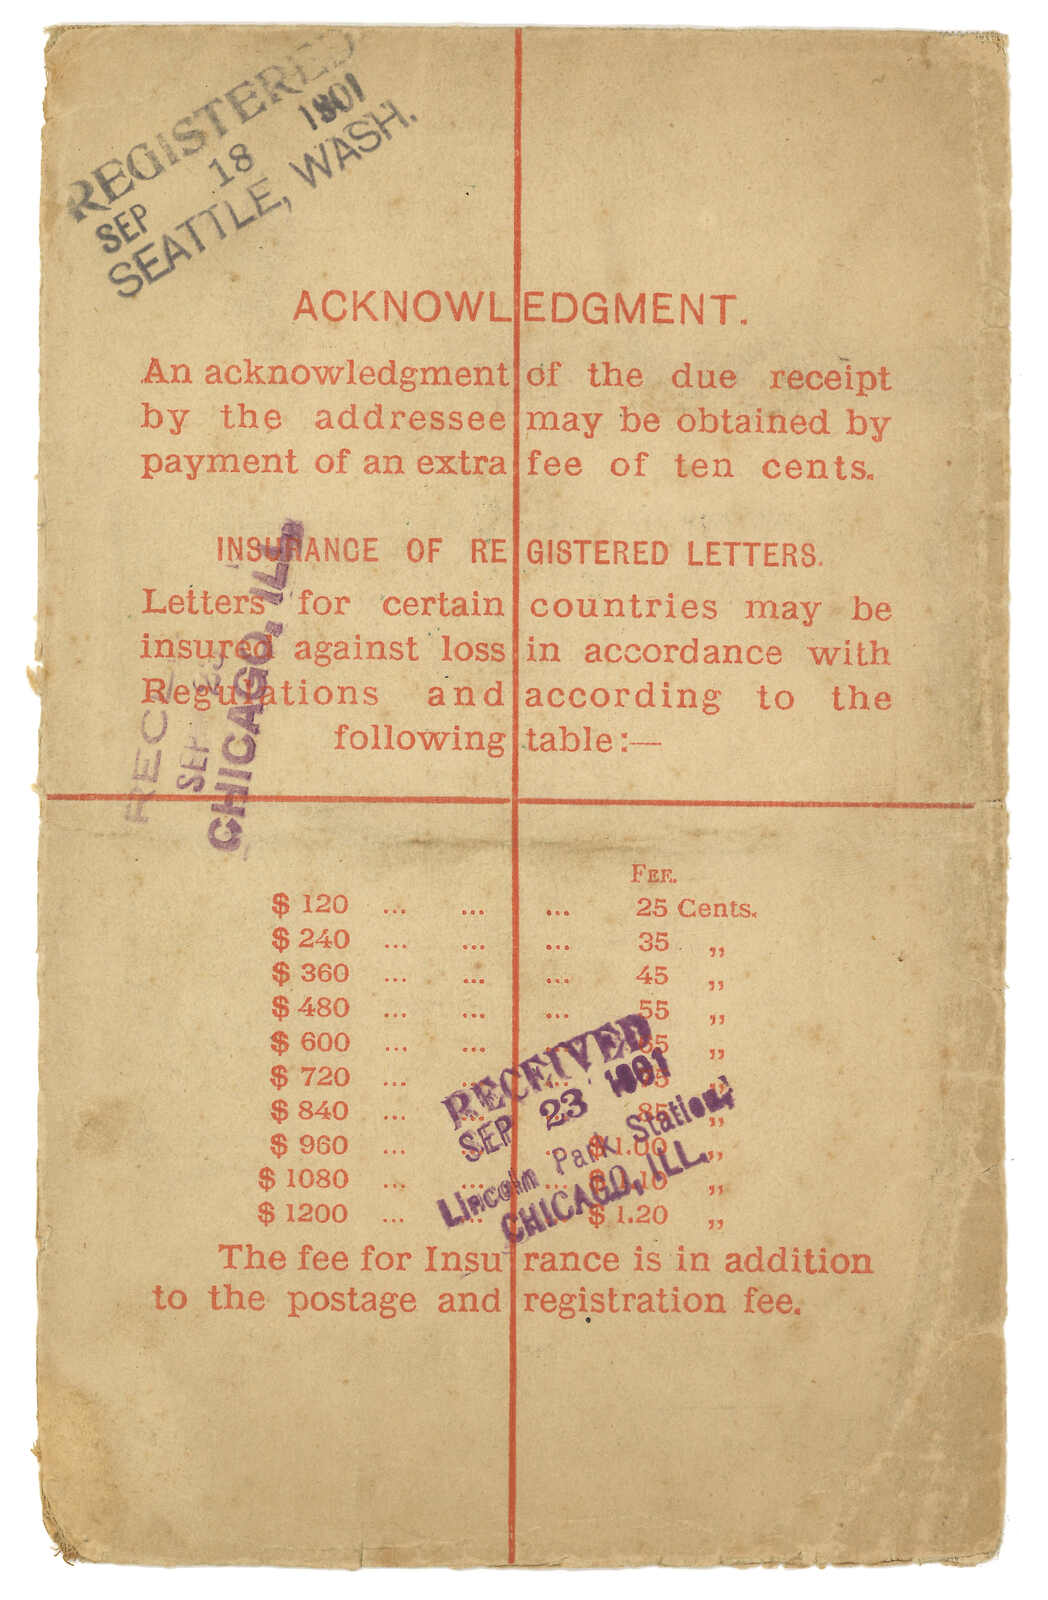 REGISTERED
SEP 18 1901
SEATTLE, WASH.
ACKNOWLEDGMENT.
An acknowledgment of the due receipt
by the addressee may be obtained by
payment of an extra fee of ten cents.
INSURANCE OF REGISTERED LETTERS.
Letters for certain countries may be
insured against loss in accordance with
Regulations and according to the
following table:—
REC'D
SEP
CHICAGO, ILL.
FEE.
$ 120 ... ... ... 25 Cents.
$ 240 ... ... ... 35 „
$ 360 ... ... ... 45 „
$ 480 ... ... ... 55 „
$ 600 ... ... ... 65 „
$ 720 ... ... ... „
$ 840 ... ... ... 85 „
$ 960 ... ... ... $ 1.00 „
$ 1080 ... ... ... $ 1.10 „
$ 1200 ... ... ... $ 1.20 „
RECEIVED
SEP 23 1901
Lincoln Park Station,
CHICAGO, ILL.
The fee for Insurance is in addition
to the postage and registration fee.